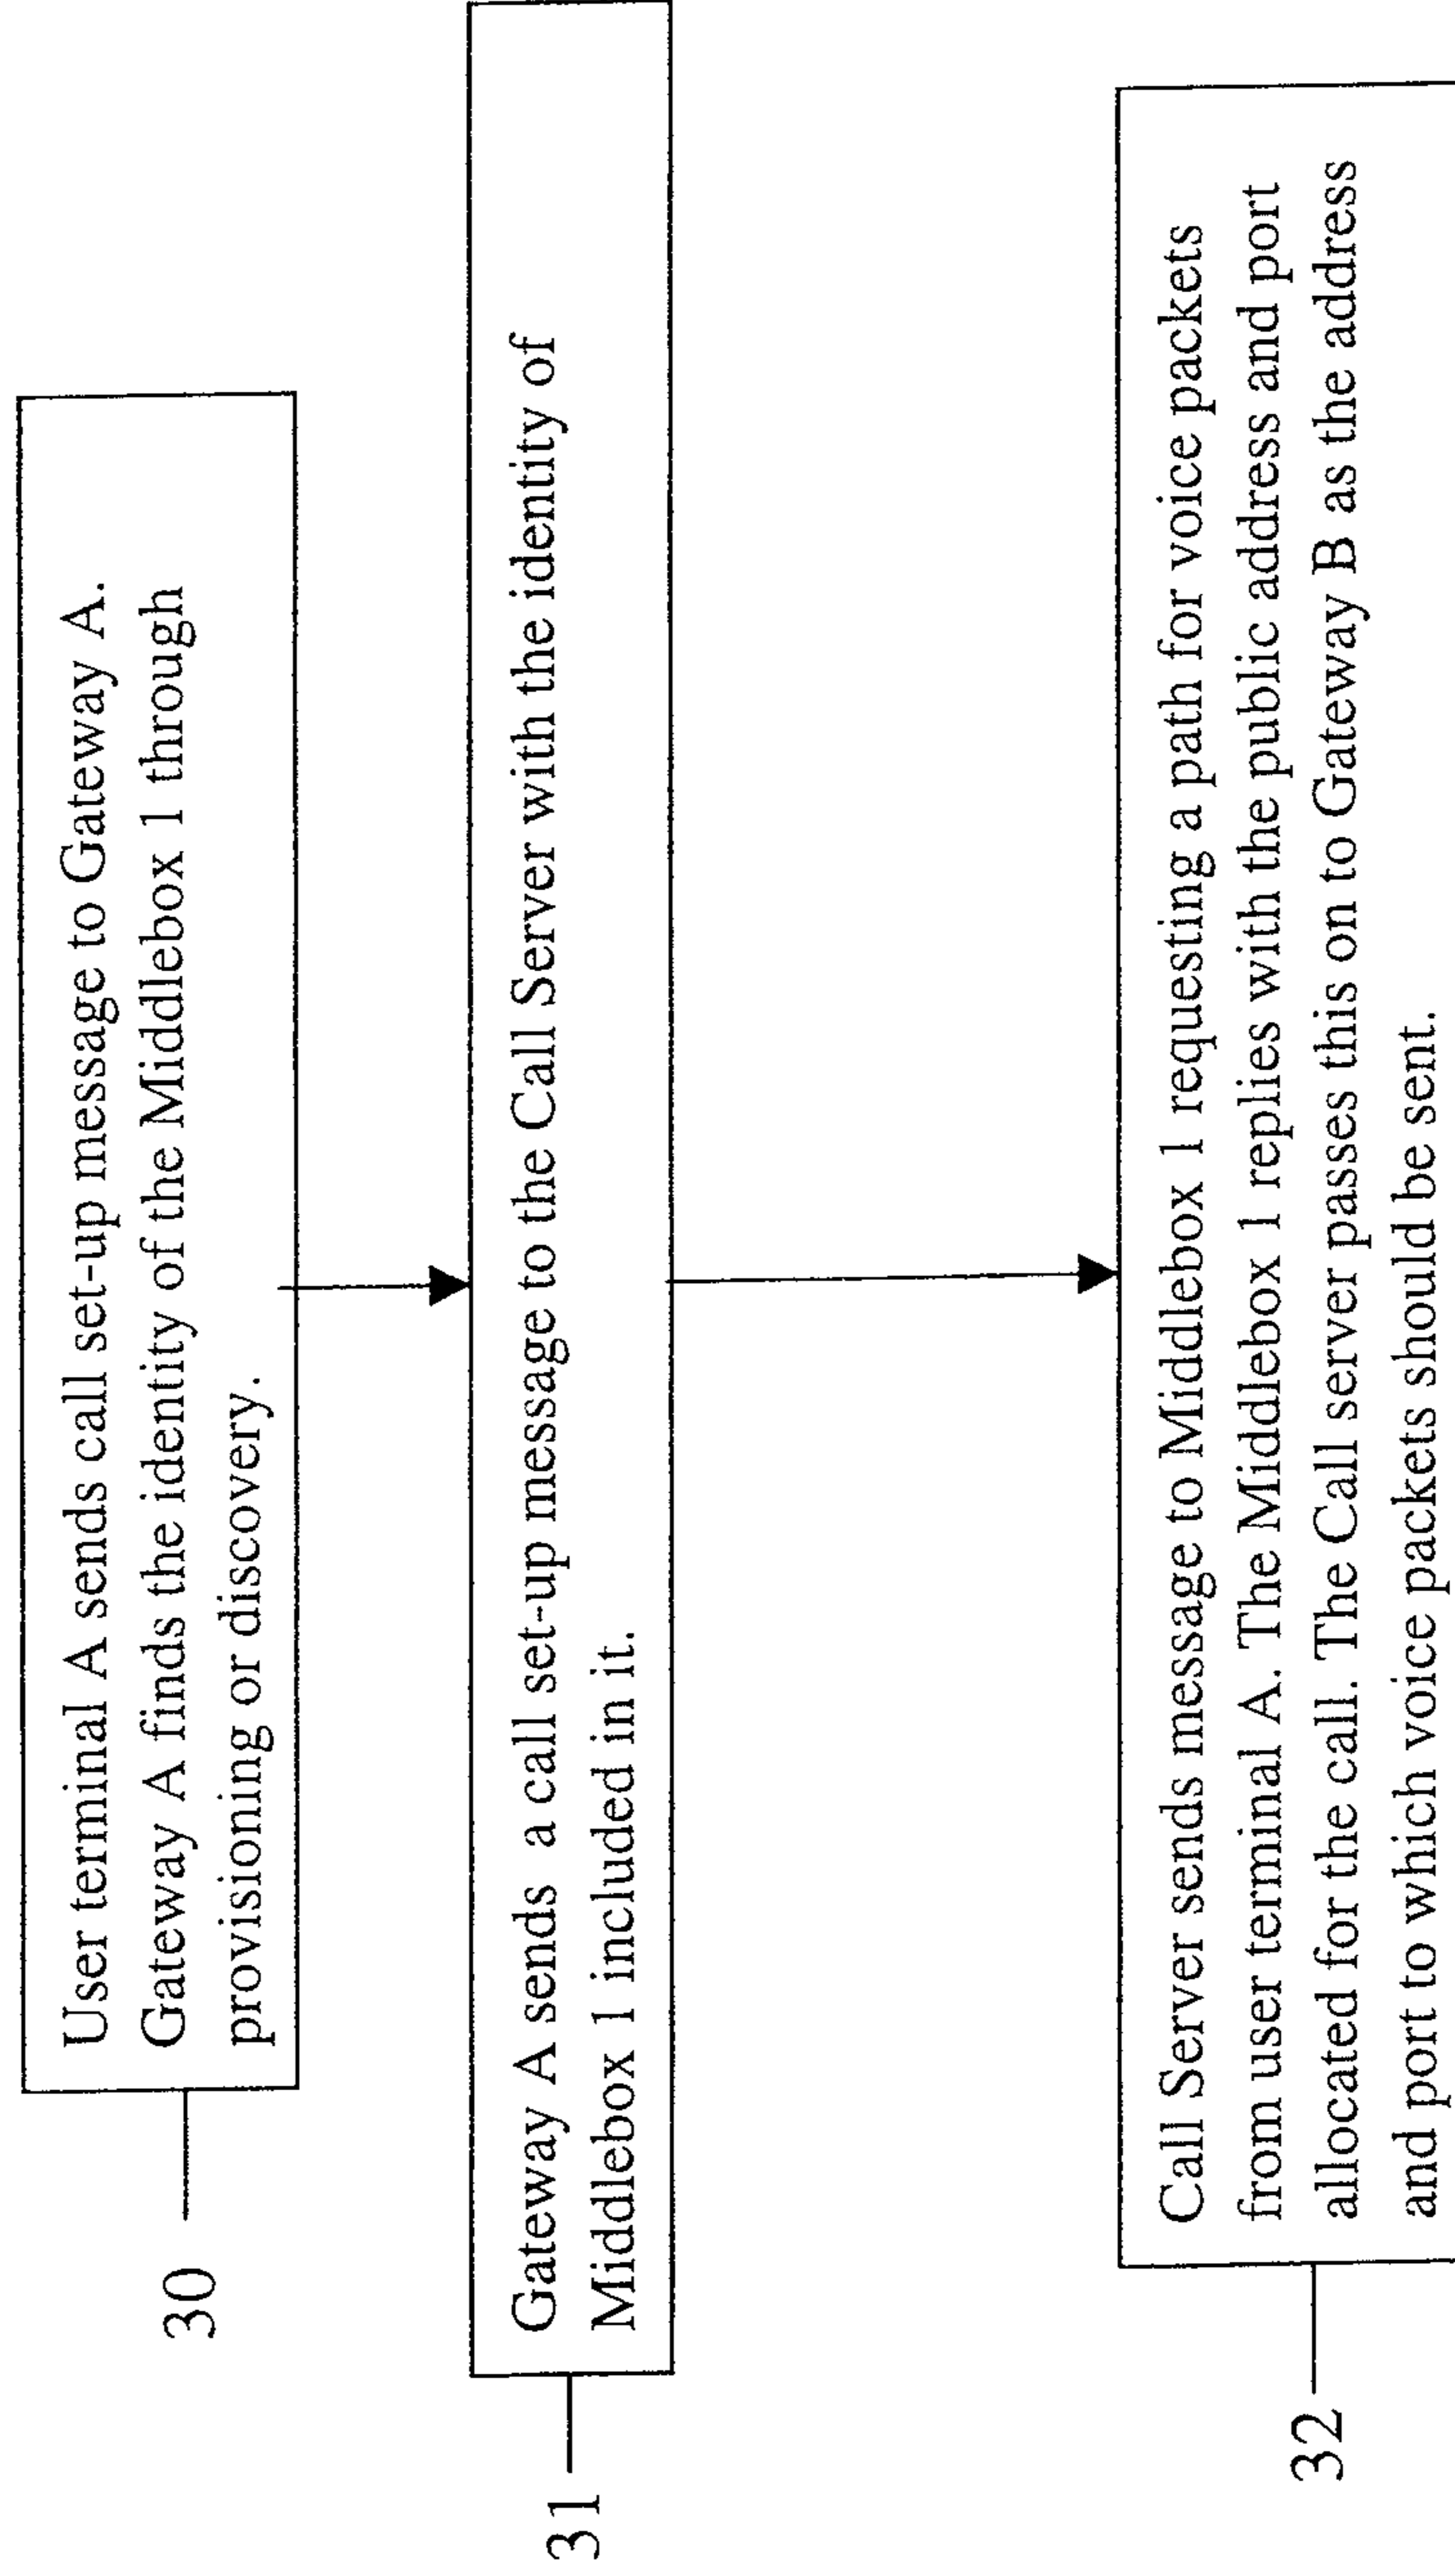 User terminal A sends call set-up message to Gateway A.
Gateway A finds the identity of the Middlebox 1 through
provisioning or discovery.
30
Gateway A sends a call set-up message to the Call Server with the identity of
Middlebox 1 included in it.
31
Call Server sends message to Middlebox 1 requesting a path for voice packets
from user terminal A. The Middlebox 1 replies with the public address and port
allocated for the call. The Call server passes this on to Gateway B as the address
and port to which voice packets should be sent.
32